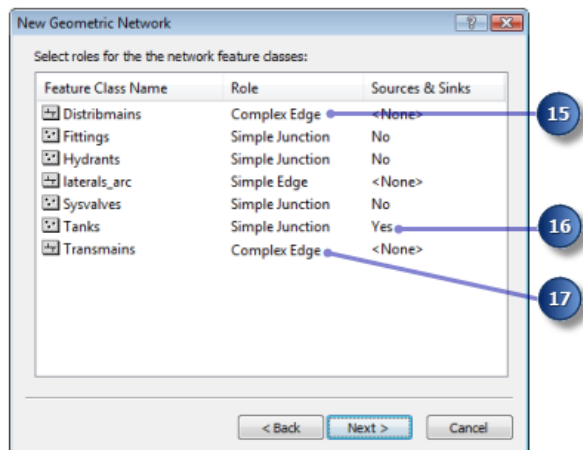 New Geometric Network
Select roles for the the network feature classes:
Feature Class Name Role Sources & Sinks
Distribmains Complex Edge <None> 15
Fittings Simple Junction No
Hydrants Simple Junction No
laterals_arc Simple Edge <None>
Sysvalves Simple Junction No
Tanks Simple Junction Yes 16
Transmains Complex Edge <None>
17
< Back Next > Cancel